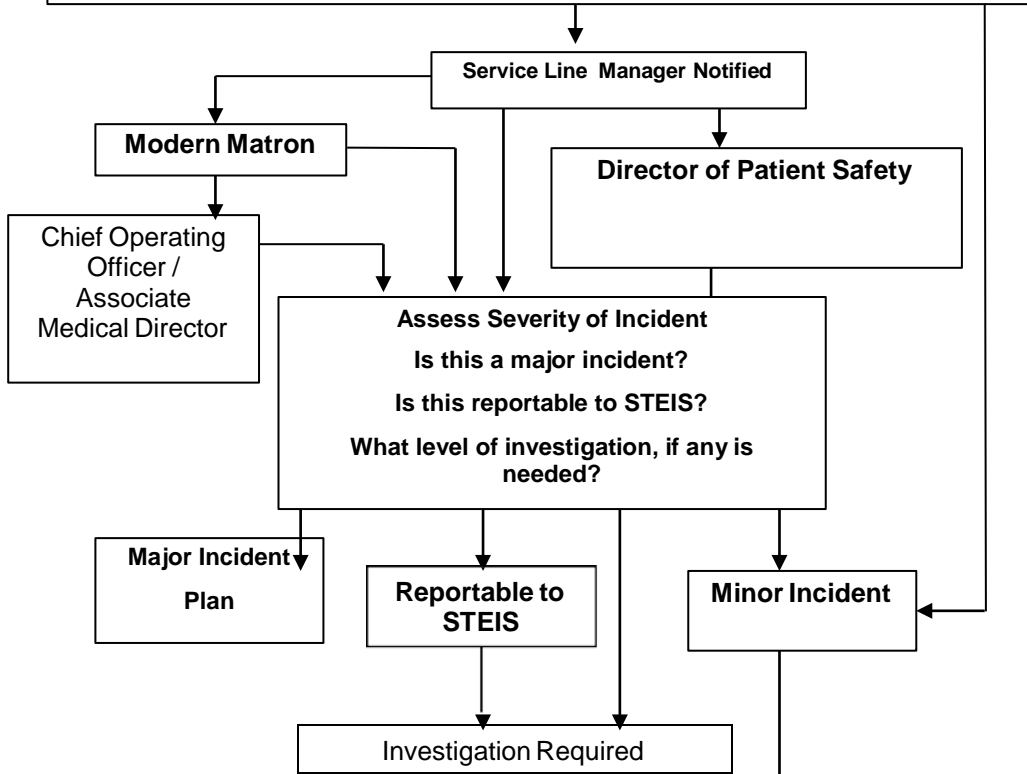 Service Line Manager Notified
Modern Matron
Director of Patient Safety
Chief Operating
Officer /
Associate
Medical Director
Assess Severity of Incident
Is this a major incident?
Is this reportable to STEIS?
What level of investigation, if any is
needed?
Major Incident
Plan
Reportable to
STEIS
Minor Incident
Investigation Required